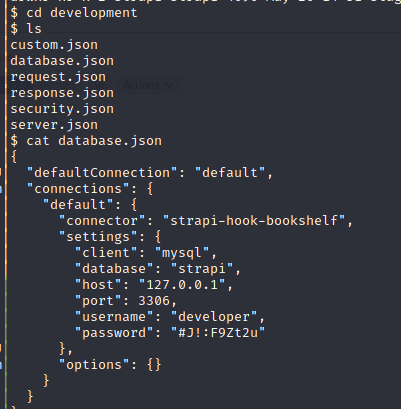 $ cd development
$ ls
custom.json
database.json
request.json
response.json
Actions
security.json
server.json
$ cat database.json
{
  "defaultConnection": "default",
  "connections": {
    "default": {
      "connector": "strapi-hook-bookshelf",
      "settings": {
        "client": "mysql",
        "database": "strapi",
        "host": "127.0.0.1",
        "port": 3306,
        "username": "developer",
        "password": "#J!:F9Zt2u"
      },
      "options": {}
    }
  }